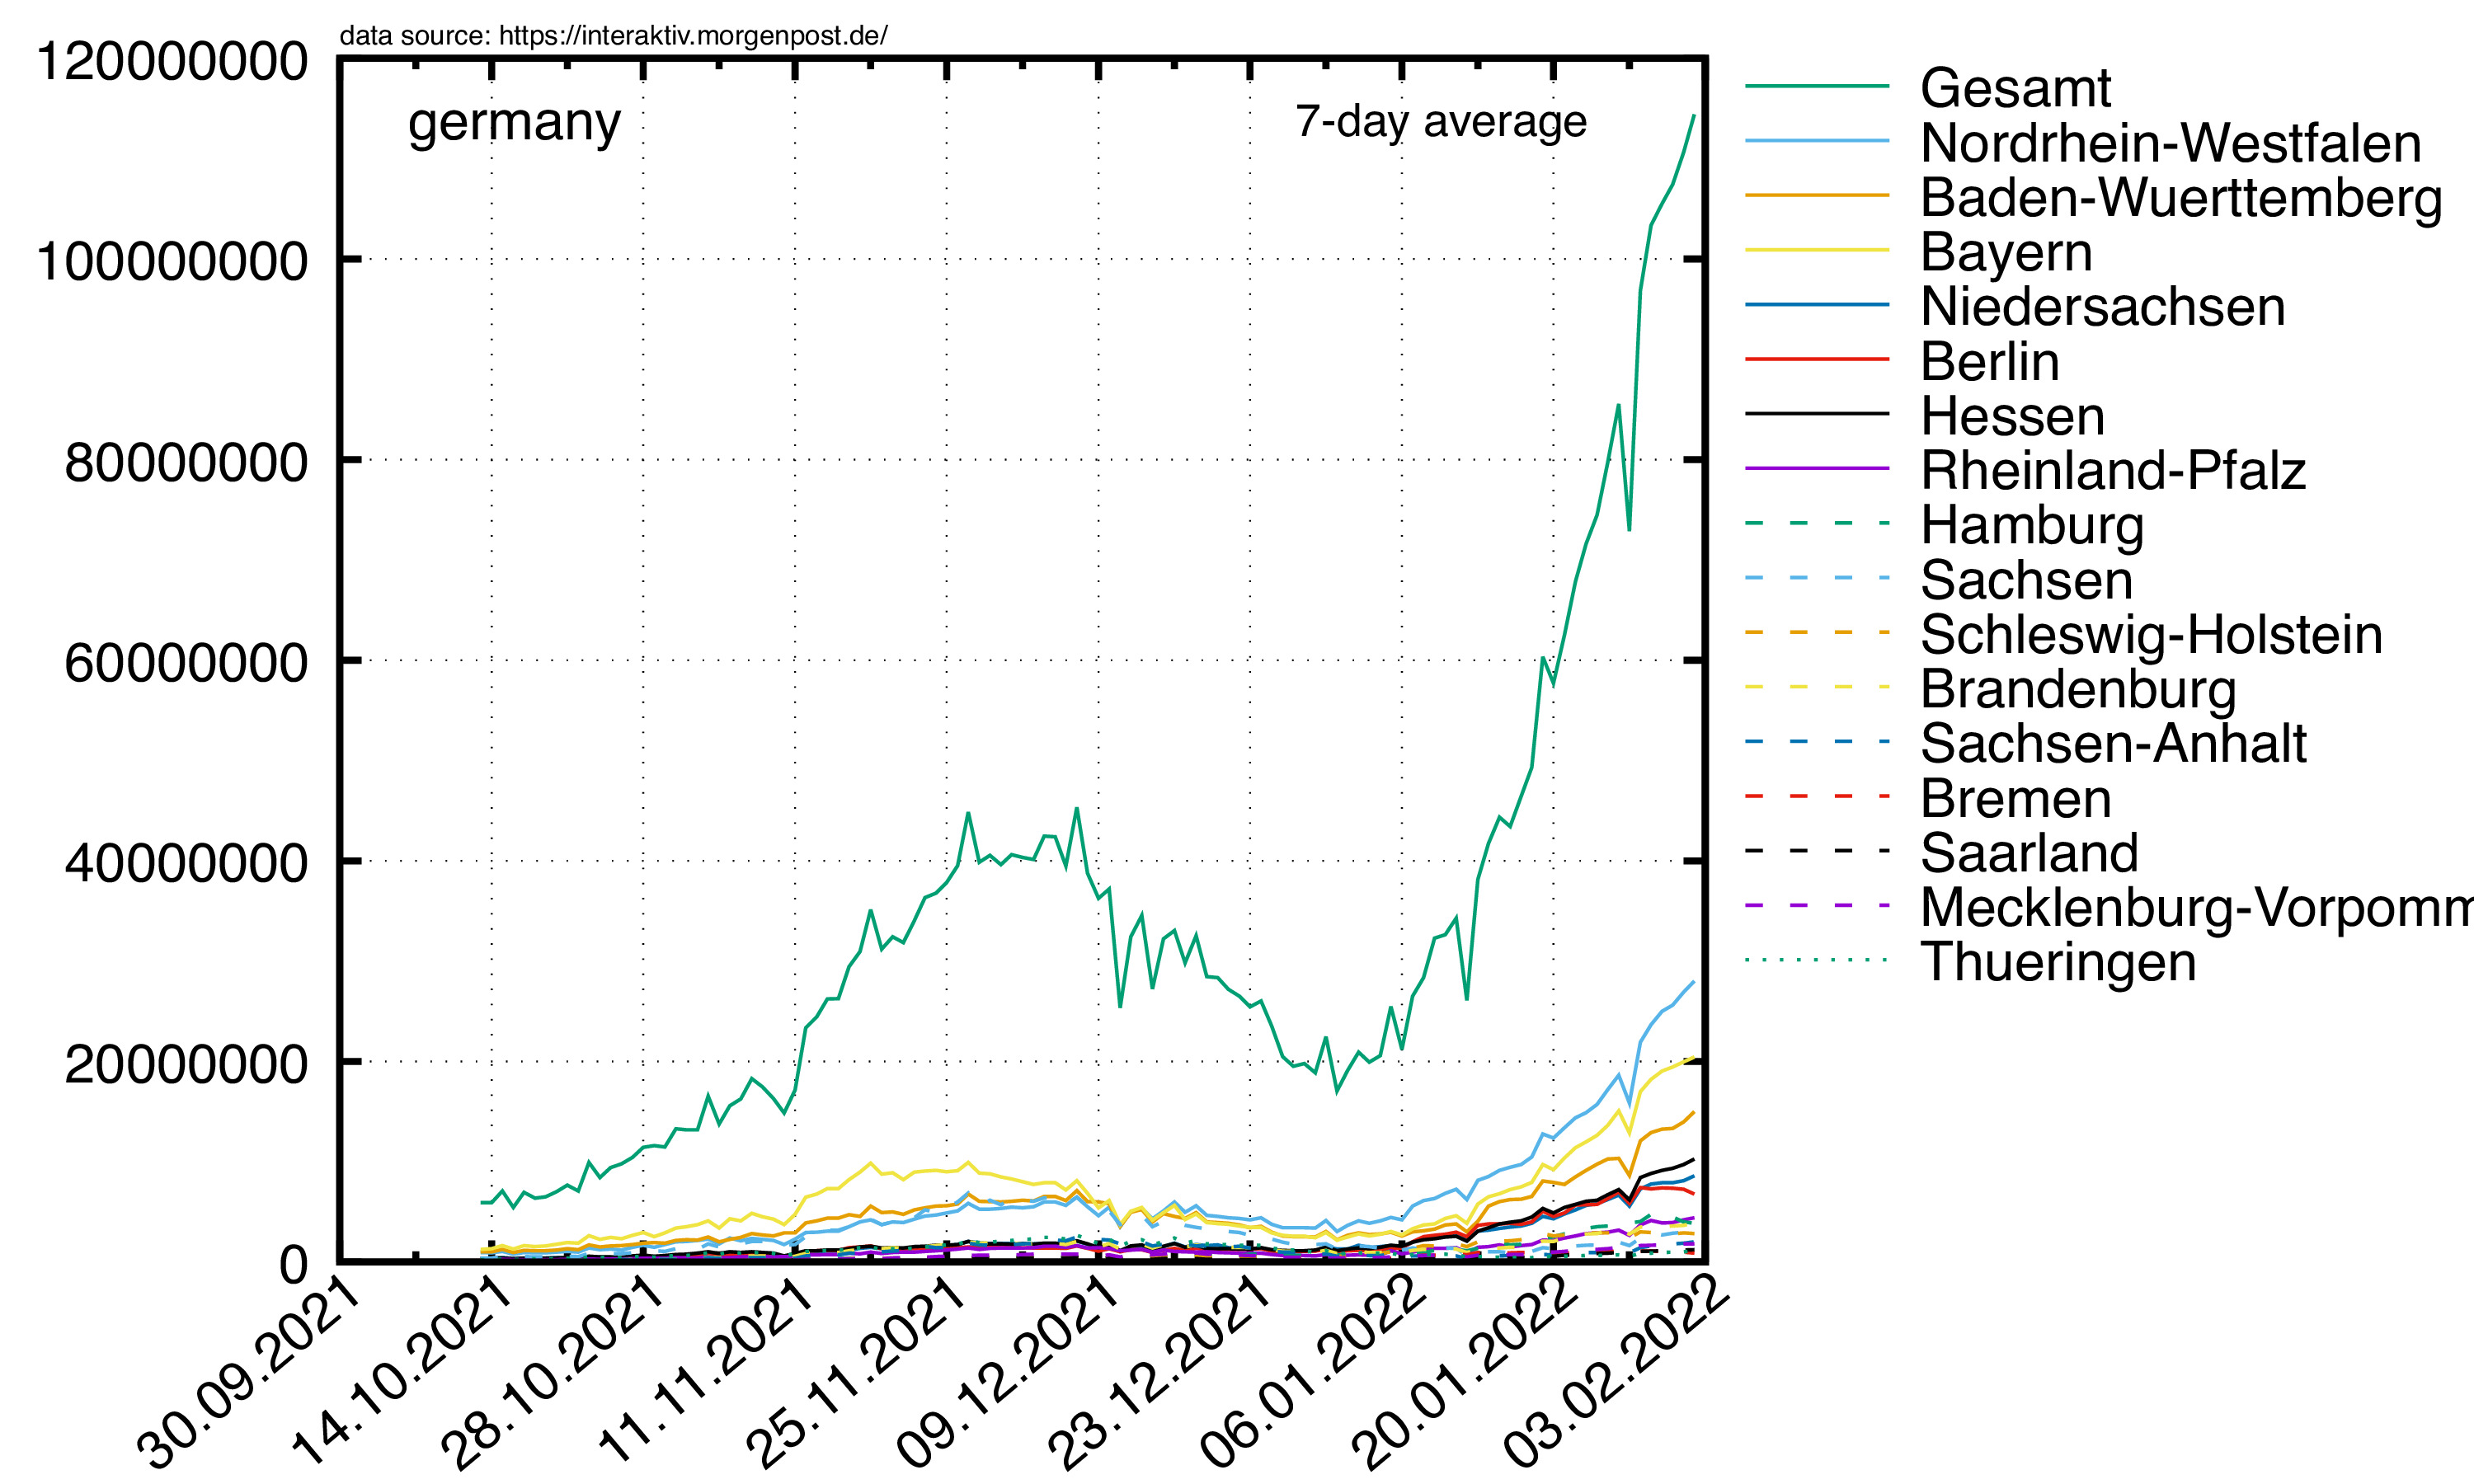 data source: https://interaktiv.morgenpost.de/
germany
7-day average
120000000
100000000
80000000
60000000
40000000
20000000
0
30.09.2021
14.10.2021
28.10.2021
11.11.2021
25.11.2021
09.12.2021
23.12.2021
06.01.2022
20.01.2022
03.02.2022
Gesamt
Nordrhein-Westfalen
Baden-Wuerttemberg
Bayern
Niedersachsen
Berlin
Hessen
Rheinland-Pfalz
Hamburg
Sachsen
Schleswig-Holstein
Brandenburg
Sachsen-Anhalt
Bremen
Saarland
Mecklenburg-Vorpomm
Thueringen